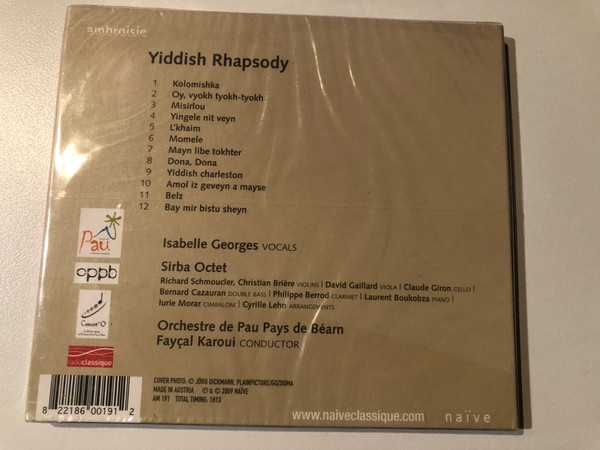 ambroisie
Yiddish Rhapsody
1 Kolomishka
2 Oy, vyokh tyokh-tyokh
3 Misirlou
4 Yingele nit veyn
5 L'khaim
6 Momele
7 Mayn libe tokhter
8 Dona, Dona
9 Yiddish charleston
10 Amol iz geveyn a mayse
11 Belz
12 Bay mir bistu sheyn
Pau
Isabelle Georges VOCALS
oppb
Sirba Octet
Richard Schmoucler, Christian Brière VIOLINS | David Gaillard VIOLA | Claude Giron CELLO |
Bernard Cazauran DOUBLE BASS | Philippe Berrod CLARINET | Laurent Boukobza PIANO |
Iurie Morar CIMBALOM | Cyrille Lehn ARRANGEMENTS
Orchestre de Pau Pays de Béarn
Fayçal Karoui CONDUCTOR
radioclassique
COVER PHOTO. © JÖRG DICKMANN, PLAINPICTURE/GOZOOMA
MADE IN AUSTRIA ℗ & © 2009 NAÏVE
AM 191 TOTAL TIMING: 1H13
8 22186 00191 2
www.naiveclassique.com
naïve